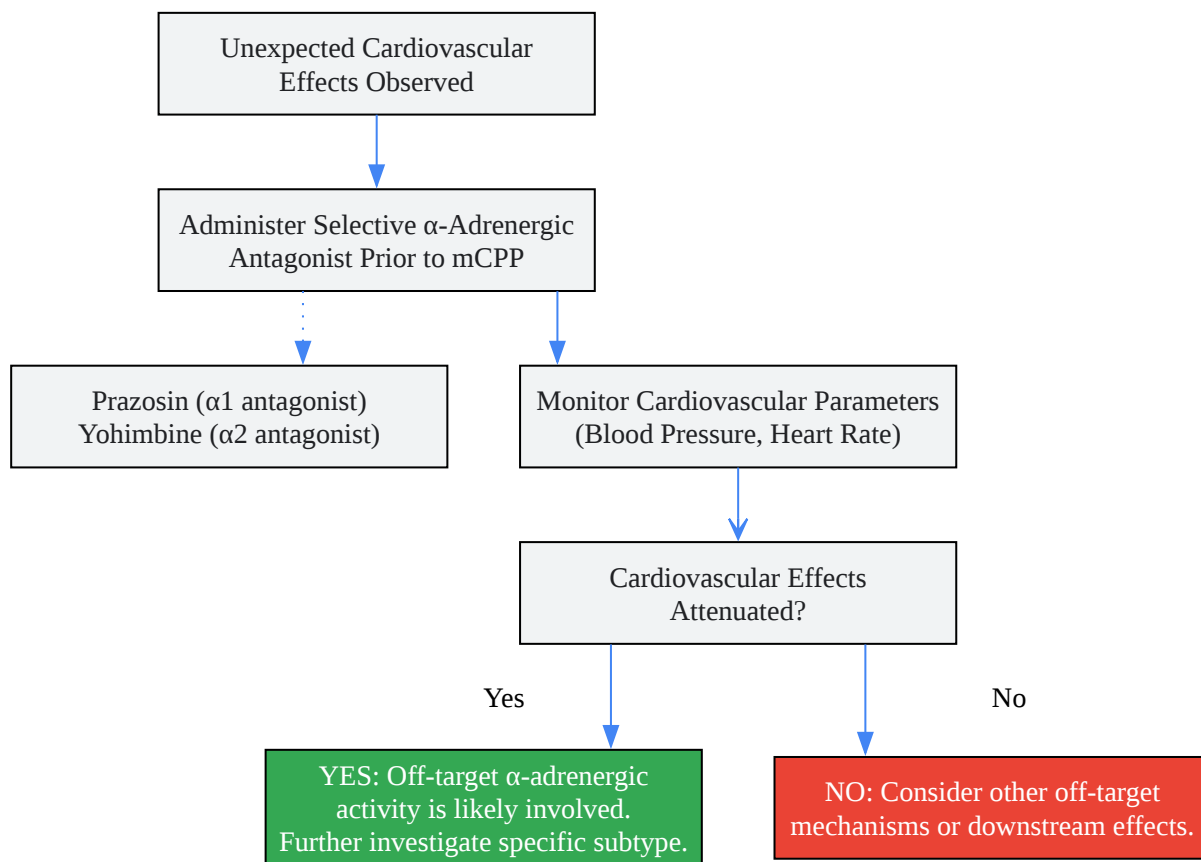 Unexpected Cardiovascular
Effects Observed
Administer Selective α-Adrenergic
Antagonist Prior to mCPP
Prazosin (α1 antagonist)
Yohimbine (α2 antagonist)
Monitor Cardiovascular Parameters
(Blood Pressure, Heart Rate)
Cardiovascular Effects
Attenuated?
Yes
No
YES: Off-target α-adrenergic
activity is likely involved.
Further investigate specific subtype.
NO: Consider other off-target
mechanisms or downstream effects.